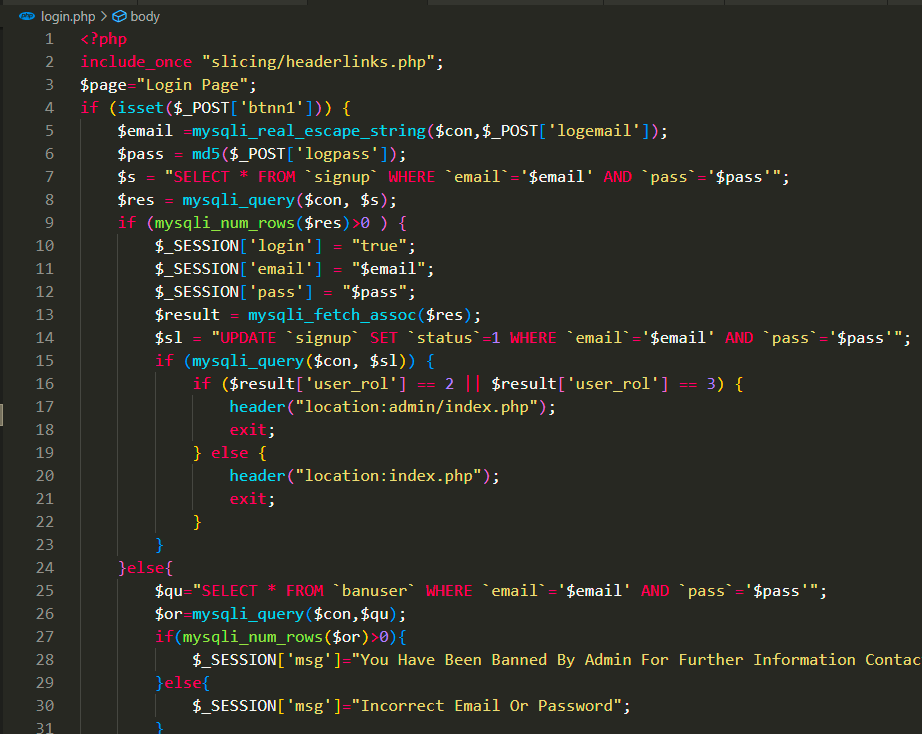 login.php > body
1 <?php
2 include_once "slicing/headerlinks.php";
3 $page="Login Page";
4 if (isset($_POST['btnn1'])) {
5 $email =mysqli_real_escape_string($con,$_POST['logemail']);
6 $pass = md5($_POST['logpass']);
7 $s = "SELECT * FROM `signup` WHERE `email`='$email' AND `pass`='$pass'";
8 $res = mysqli_query($con, $s);
9 if (mysqli_num_rows($res)>0 ) {
10 $_SESSION['login'] = "true";
11 $_SESSION['email'] = "$email";
12 $_SESSION['pass'] = "$pass";
13 $result = mysqli_fetch_assoc($res);
14 $sl = "UPDATE `signup` SET `status`=1 WHERE `email`='$email' AND `pass`='$pass'";
15 if (mysqli_query($con, $sl)) {
16 if ($result['user_rol'] == 2 || $result['user_rol'] == 3) {
17 header("location:admin/index.php");
18 exit;
19 } else {
20 header("location:index.php");
21 exit;
22 }
23 }
24 }else{
25 $qu="SELECT * FROM `banuser` WHERE `email`='$email' AND `pass`='$pass'";
26 $or=mysqli_query($con,$qu);
27 if(mysqli_num_rows($or)>0){
28 $_SESSION['msg']="You Have Been Banned By Admin For Further Information Contac
29 }else{
30 $_SESSION['msg']="Incorrect Email Or Password";
31 }